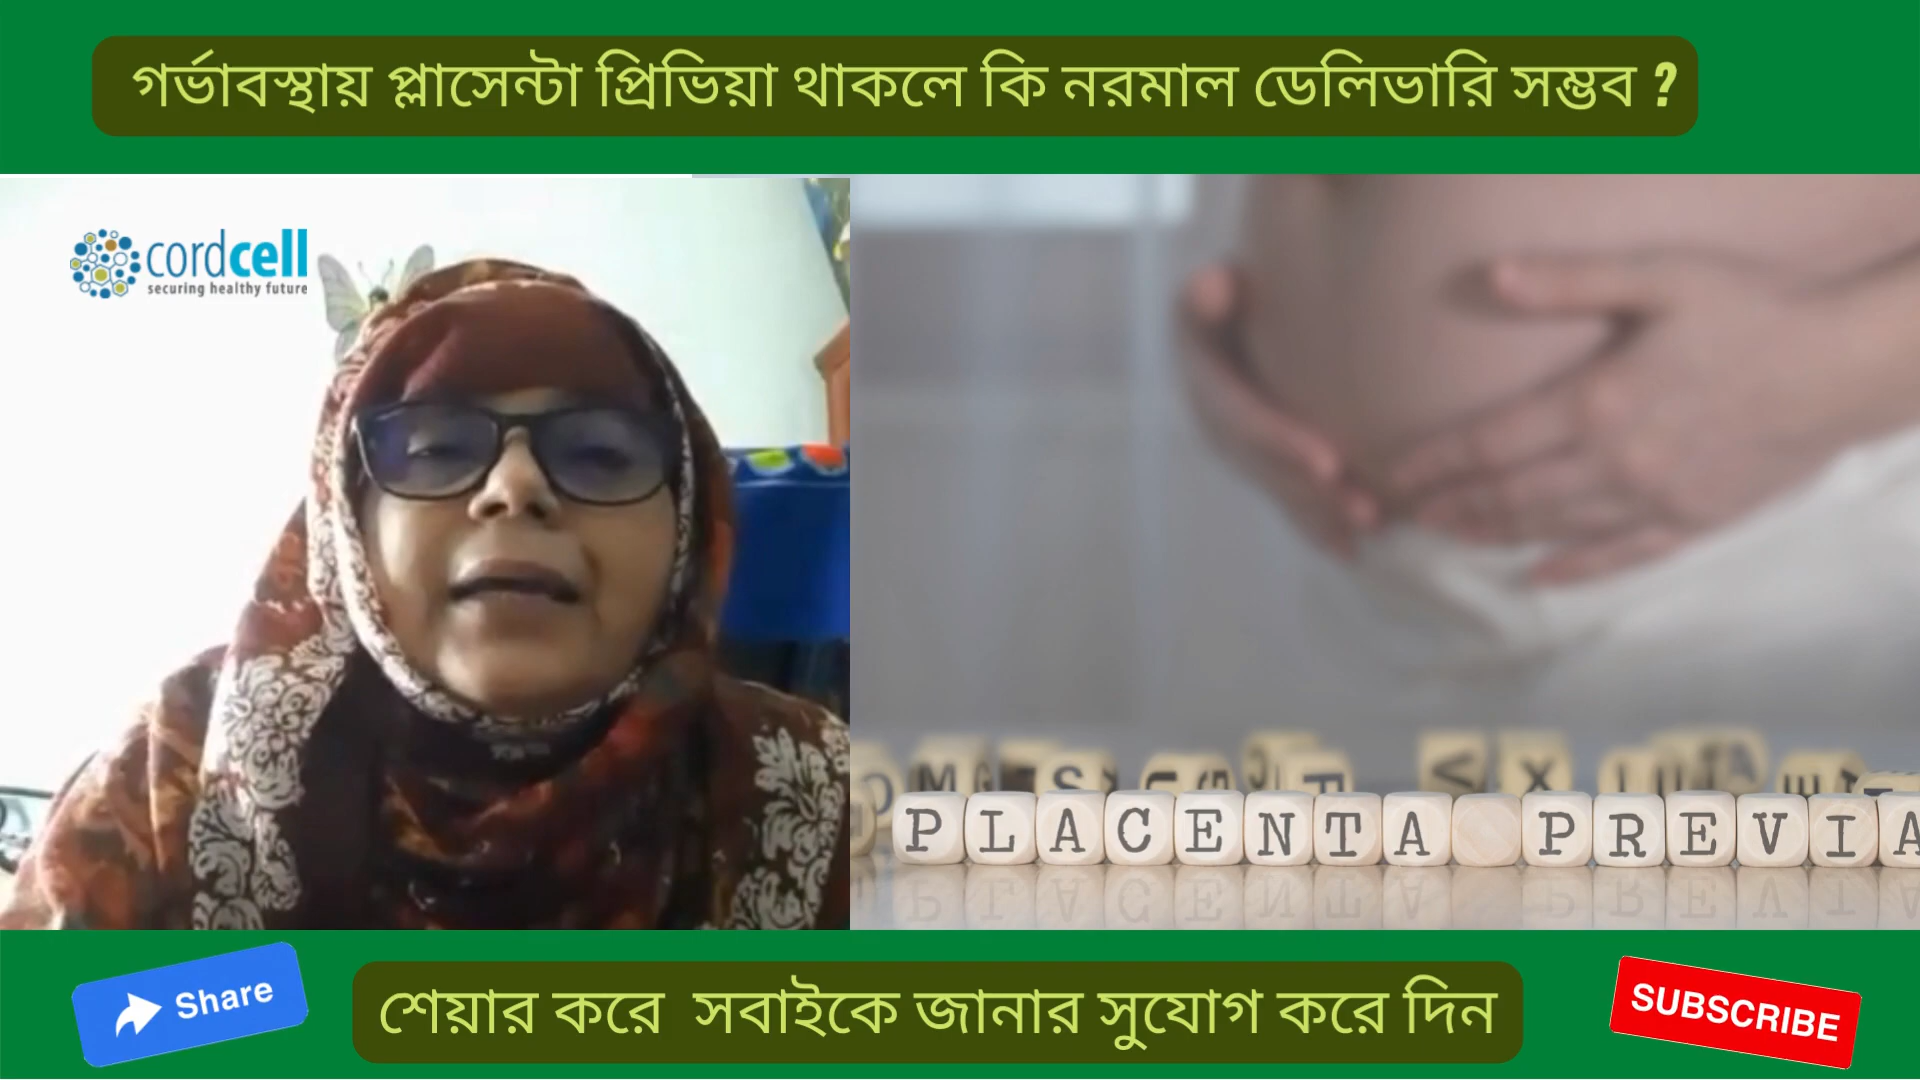 গর্ভাবস্থায় প্লাসেন্টা প্রিভিয়া থাকলে কি নরমাল ডেলিভারি সম্ভব ?
cordcell
securing healthy future
PLACENTA PREVIA
Share
শেয়ার করে সবাইকে জানার সুযোগ করে দিন
SUBSCRIBE